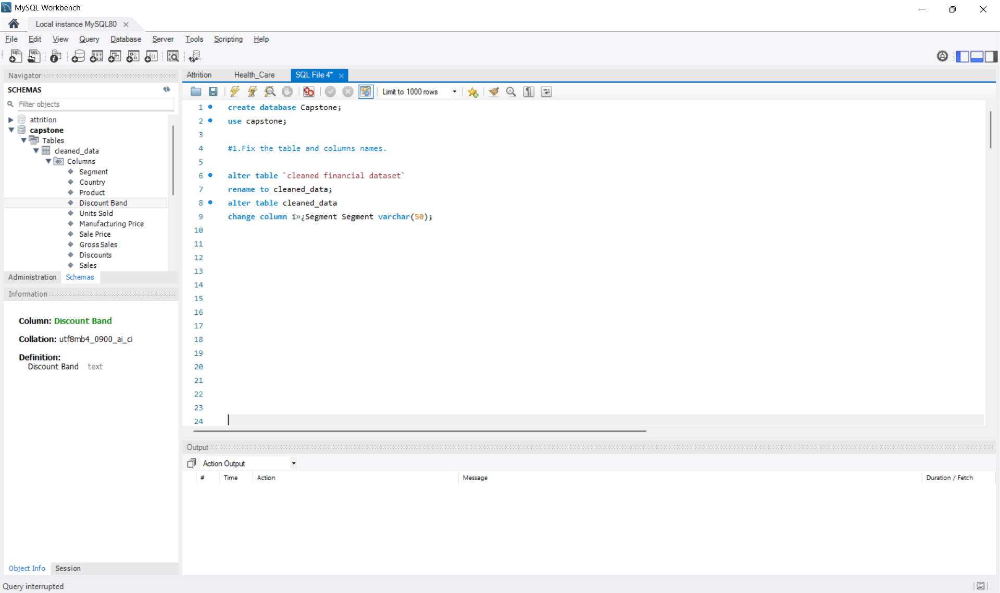 MySQL Workbench
Local instance MySQL80
File Edit View Query Database Server Tools Scripting Help
Navigator
SCHEMAS
Filter objects
attrition
capstone
Tables
cleaned_data
Columns
Segment
Country
Product
Discount Band
Units Sold
Manufacturing Price
Sale Price
Gross Sales
Discounts
Sales
Administration Schemas
Information
Column: Discount Band
Collation: utf8mb4_0900_ai_ci
Definition:
Discount Band text
Object Info Session
Query interrupted
Attrition Health_Care SQL File 4*
Limit to 1000 rows
1 create database Capstone;
2 use capstone;
3
4 #1.Fix the table and columns names.
5
6 alter table `cleaned financial dataset`
7 rename to cleaned_data;
8 alter table cleaned_data
9 change column ï»¿Segment Segment varchar(50);
10
11
12
13
14
15
16
17
18
19
20
21
22
23
24
Output
Action Output
# Time Action Message Duration / Fetch